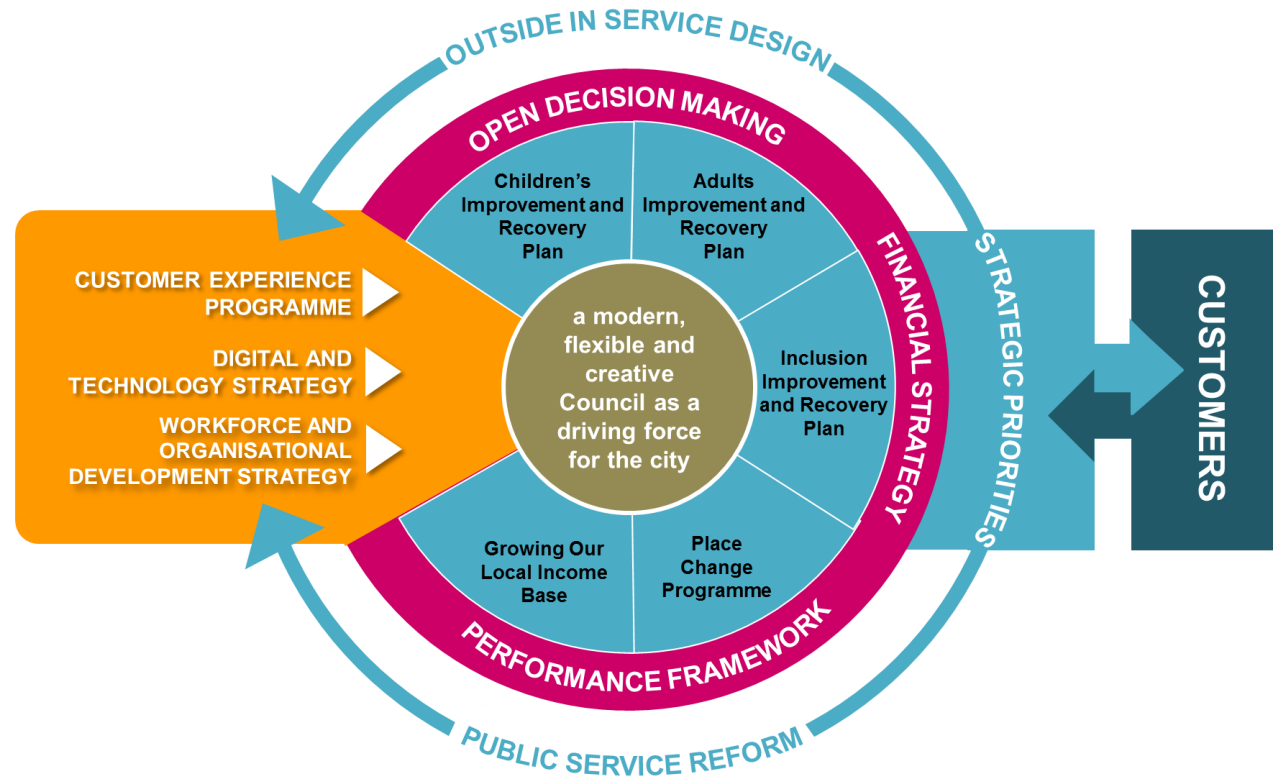 OUTSIDE IN SERVICE DESIGN
OPEN DECISION MAKING
Children’s
Improvement and
Recovery
Plan
Adults
Improvement and
Recovery
Plan
CUSTOMER EXPERIENCE
PROGRAMME
DIGITAL AND
TECHNOLOGY STRATEGY
WORKFORCE AND
ORGANISATIONAL
DEVELOPMENT STRATEGY
a modern,
flexible and
creative
Council as a
driving force
for the city
Inclusion
Improvement
and Recovery
Plan
FINANCIAL STRATEGY
STRATEGIC PRIORITIES
CUSTOMERS
Growing Our
Local Income
Base
Place
Change
Programme
PERFORMANCE FRAMEWORK
PUBLIC SERVICE REFORM